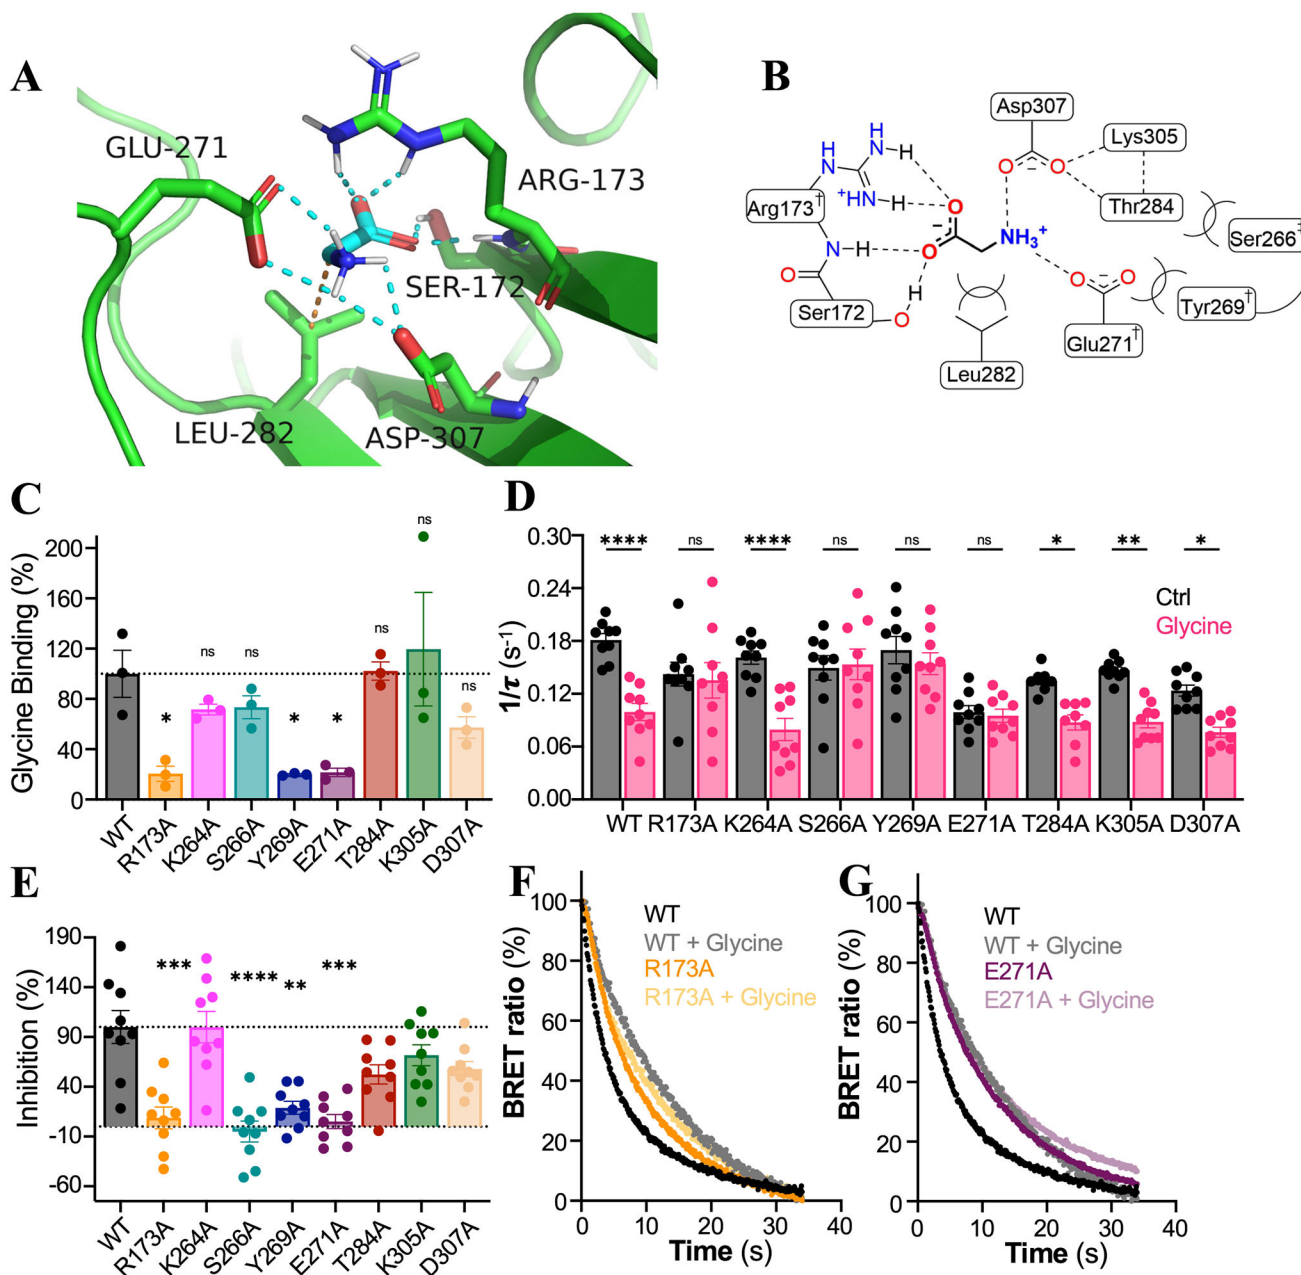 A
GLU-271
ARG-173
SER-172
LEU-282
ASP-307
B
Asp307
Lys305
Thr284
Ser266†
Tyr269†
Glu271†
Leu282
Ser172
Arg173†
H
N
H
N
H
+HN
H
N
H
O
O
O
H
O
NH3+
O
O
O
O
C
Glycine Binding (%)
200
160
120
80
40
0
ns
ns
ns
ns
ns
*
*
*
WT
R173A
K264A
S266A
Y269A
E271A
T284A
K305A
D307A
D
1/τ (s-1)
0.30
0.24
0.18
0.12
0.06
0.00
****
ns
****
ns
ns
ns
*
**
*
Ctrl
Glycine
WT
R173A
K264A
S266A
Y269A
E271A
T284A
K305A
D307A
E
Inhibition (%)
190
140
90
40
-10
-60
***
****
**
***
WT
R173A
K264A
S266A
Y269A
E271A
T284A
K305A
D307A
F
BRET ratio (%)
100
80
60
40
20
0
WT
WT + Glycine
R173A
R173A + Glycine
0 10 20 30 40
Time (s)
G
BRET ratio (%)
100
80
60
40
20
0
WT
WT + Glycine
E271A
E271A + Glycine
0 10 20 30 40
Time (s)